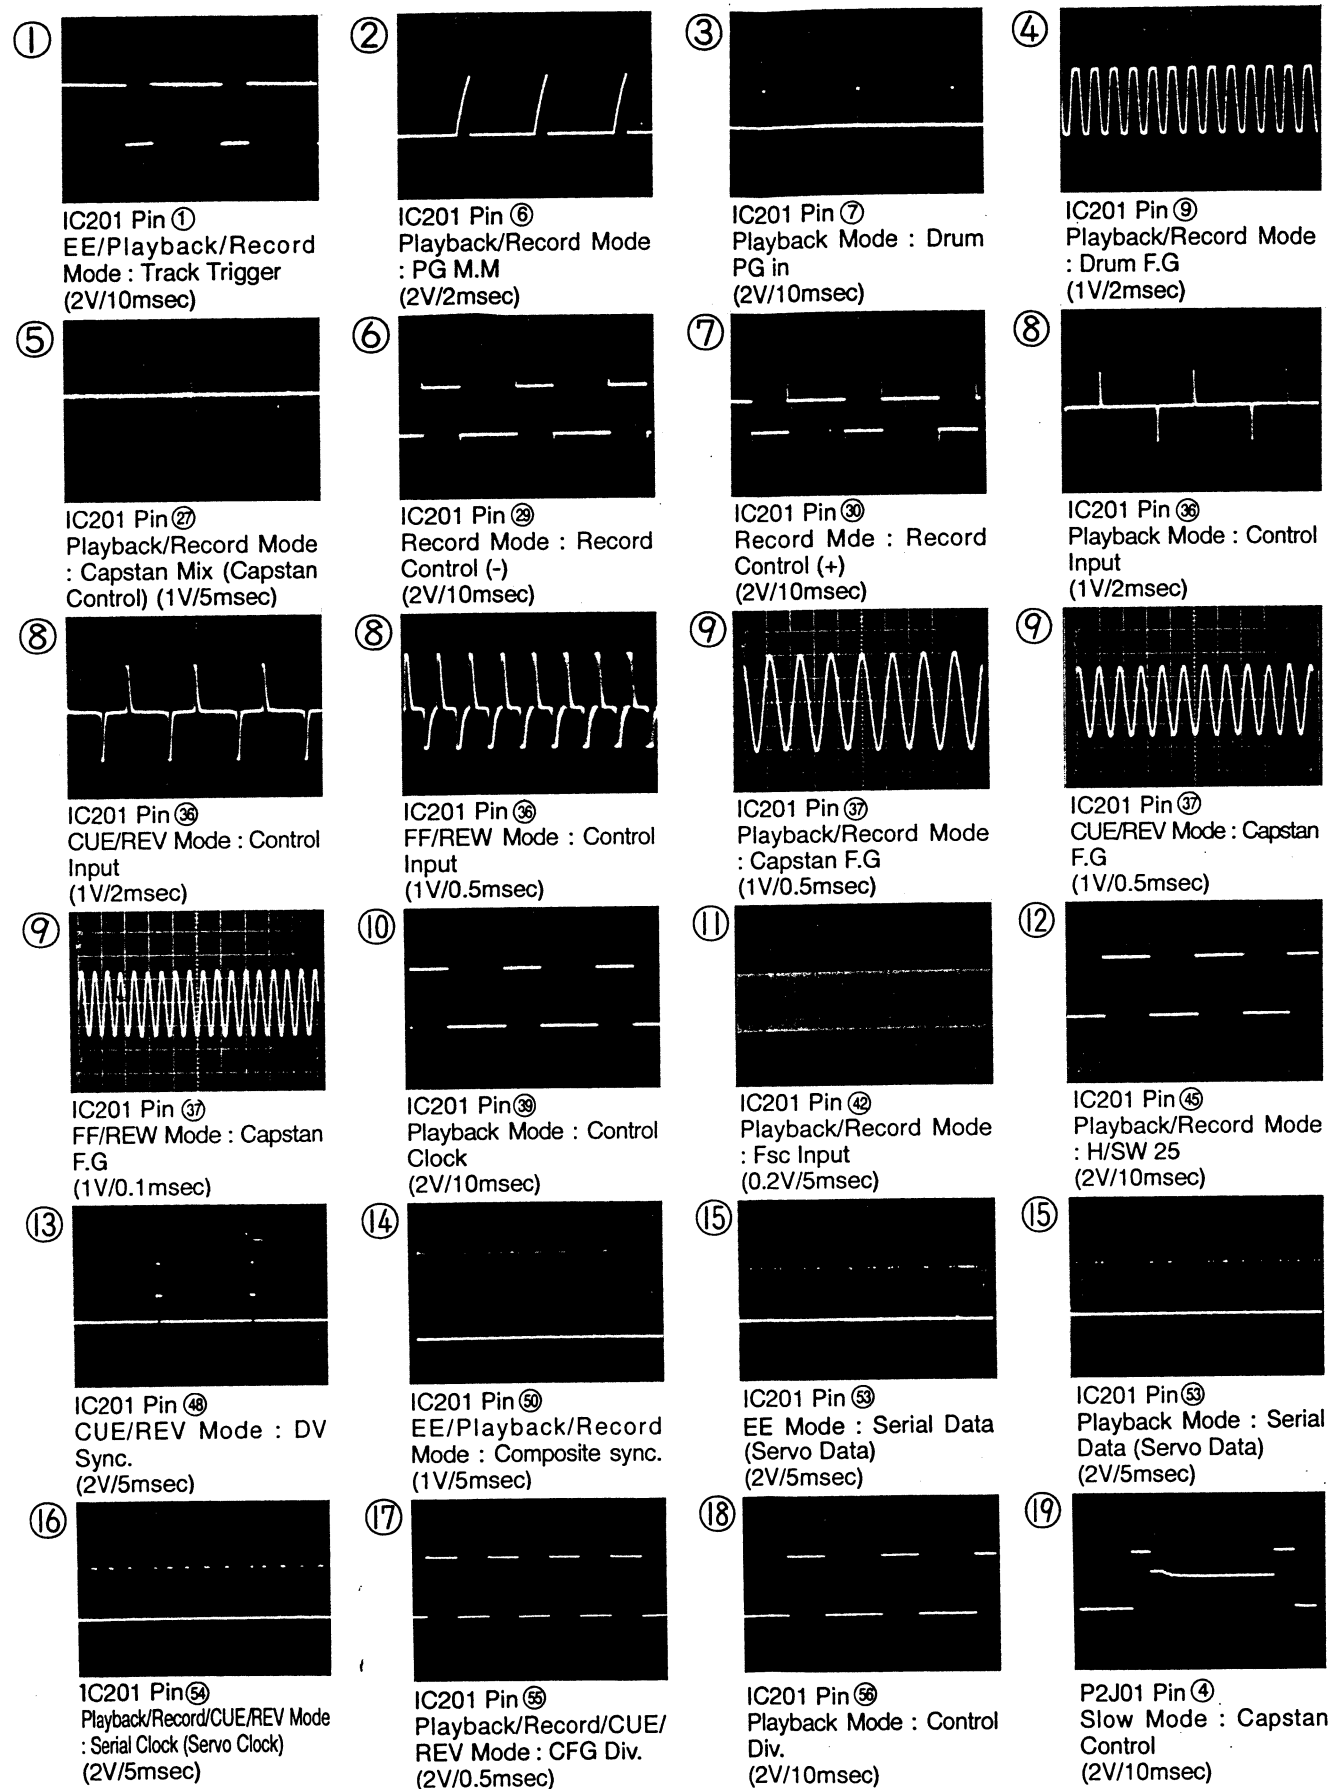 ①
IC201 Pin ①
EE/Playback/Record
Mode : Track Trigger
(2V/10msec)
②
IC201 Pin ⑥
Playback/Record Mode
: PG M.M
(2V/2msec)
③
IC201 Pin ⑦
Playback Mode : Drum
PG in
(2V/10msec)
④
IC201 Pin ⑨
Playback/Record Mode
: Drum F.G
(1V/2msec)
⑤
IC201 Pin ㉗
Playback/Record Mode
: Capstan Mix (Capstan
Control) (1V/5msec)
⑥
IC201 Pin ㉙
Record Mode : Record
Control (-)
(2V/10msec)
⑦
IC201 Pin ㉚
Record Mde : Record
Control (+)
(2V/10msec)
⑧
IC201 Pin ㊱
Playback Mode : Control
Input
(1V/2msec)
⑧
IC201 Pin ㊱
CUE/REV Mode : Control
Input
(1V/2msec)
⑧
IC201 Pin ㊱
FF/REW Mode : Control
Input
(1V/0.5msec)
⑨
IC201 Pin ㊲
Playback/Record Mode
: Capstan F.G
(1V/0.5msec)
⑨
IC201 Pin ㊲
CUE/REV Mode : Capstan
F.G
(1V/0.5msec)
⑨
IC201 Pin ㊲
FF/REW Mode : Capstan
F.G
(1V/0.1msec)
⑩
IC201 Pin㊴
Playback Mode : Control
Clock
(2V/10msec)
⑪
IC201 Pin ㊷
Playback/Record Mode
: Fsc Input
(0.2V/5msec)
⑫
IC201 Pin ㊺
Playback/Record Mode
: H/SW 25
(2V/10msec)
⑬
IC201 Pin ㊽
CUE/REV Mode : DV
Sync.
(2V/5msec)
⑭
IC201 Pin ㊿
EE/Playback/Record
Mode : Composite sync.
(1V/5msec)
⑮
IC201 Pin (53)
EE Mode : Serial Data
(Servo Data)
(2V/5msec)
⑮
IC201 Pin (53)
Playback Mode : Serial
Data (Servo Data)
(2V/5msec)
⑯
1C201 Pin(54)
Playback/Record/CUE/REV Mode
: Serial Clock (Servo Clock)
(2V/5msec)
⑰
IC201 Pin (55)
Playback/Record/CUE/
REV Mode : CFG Div.
(2V/0.5msec)
⑱
IC201 Pin (56)
Playback Mode : Control
Div.
(2V/10msec)
⑲
P2J01 Pin ④
Slow Mode : Capstan
Control
(2V/10msec)